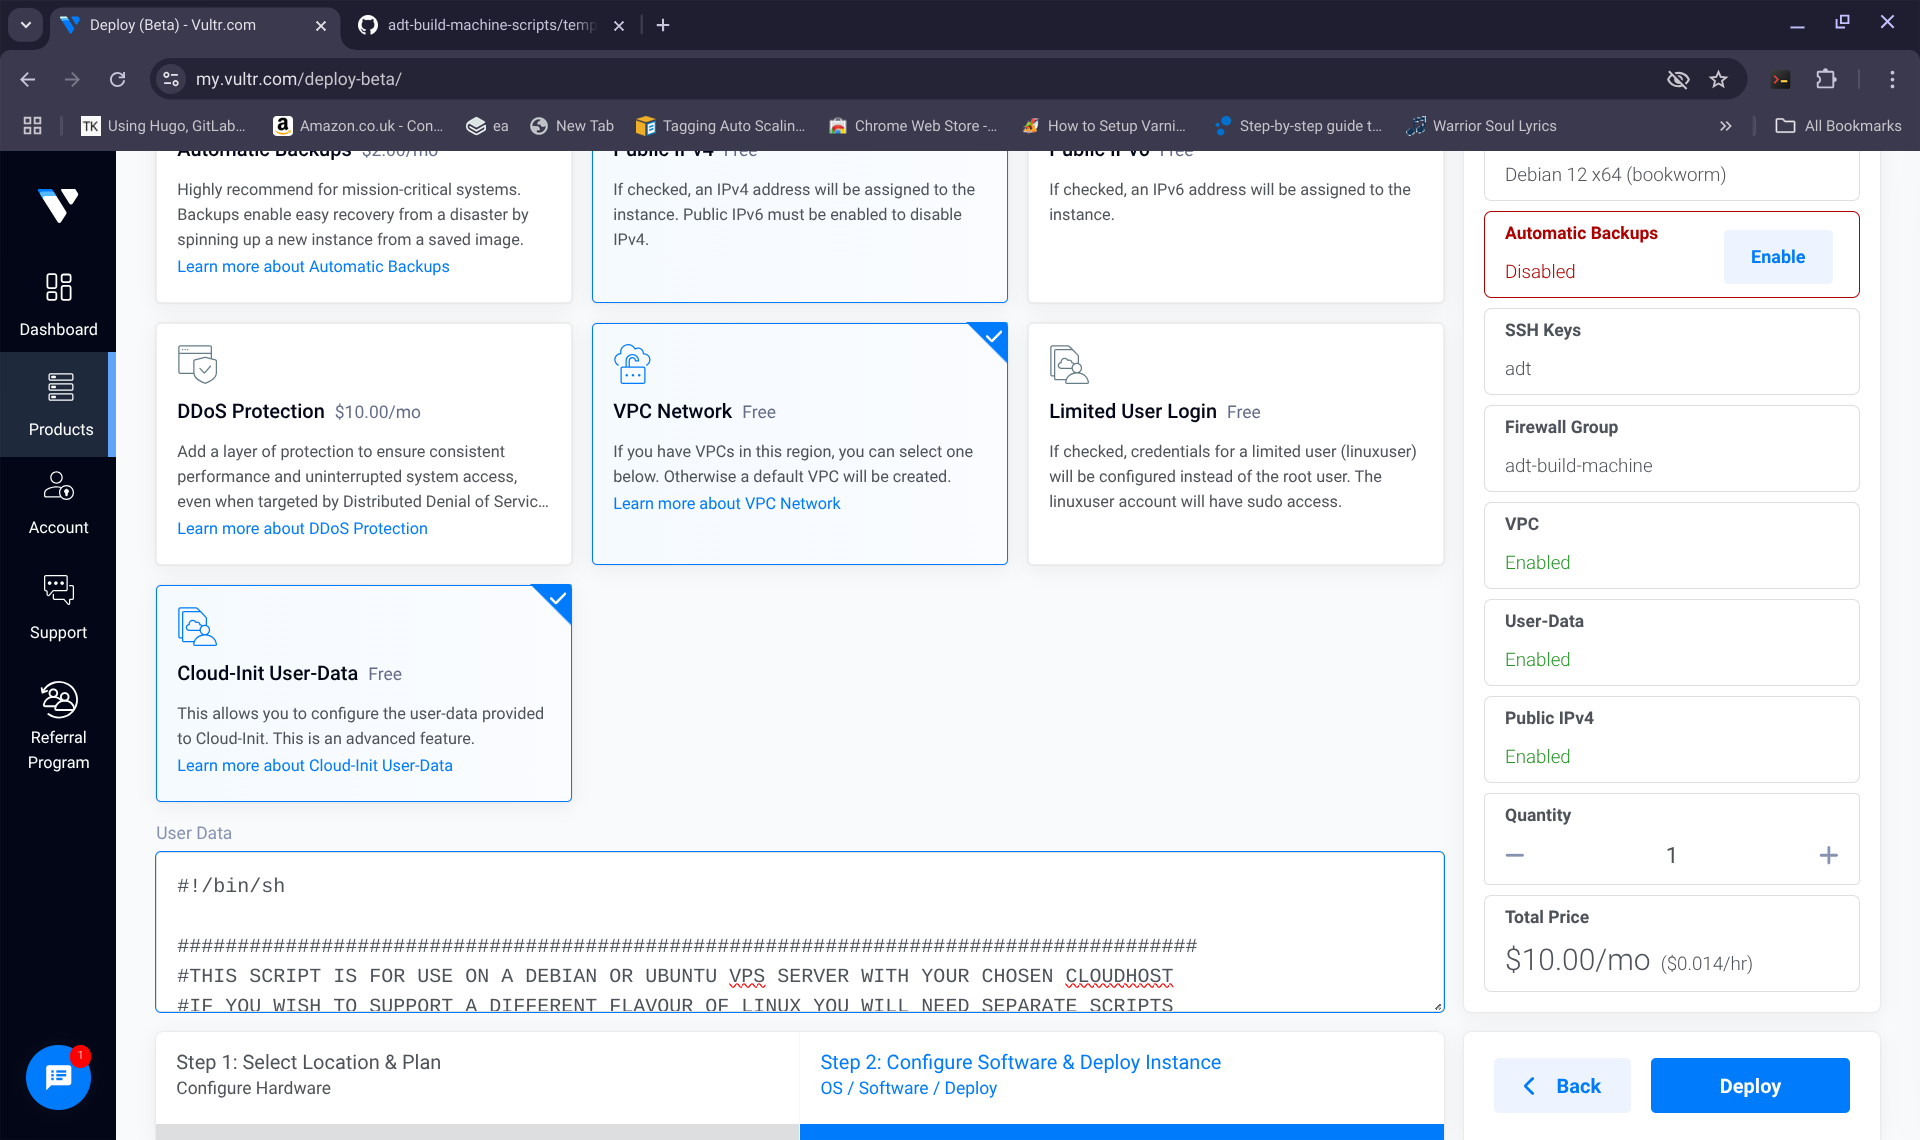 Deploy (Beta) - Vultr.com
adt-build-machine-scripts/temp
my.vultr.com/deploy-beta/
TK Using Hugo, GitLab...
Amazon.co.uk - Con...
ea
New Tab
Tagging Auto Scalin...
Chrome Web Store -...
How to Setup Varni...
Step-by-step guide t...
Warrior Soul Lyrics
All Bookmarks
Dashboard
Products
Account
Support
Referral
Program
1
Automatic Backups $2.00/mo
Highly recommend for mission-critical systems.
Backups enable easy recovery from a disaster by
spinning up a new instance from a saved image.
Learn more about Automatic Backups
Public IPv4 Free
If checked, an IPv4 address will be assigned to the
instance. Public IPv6 must be enabled to disable
IPv4.
Public IPv6 Free
If checked, an IPv6 address will be assigned to the
instance.
DDoS Protection $10.00/mo
Add a layer of protection to ensure consistent
performance and uninterrupted system access,
even when targeted by Distributed Denial of Servic...
Learn more about DDoS Protection
VPC Network Free
If you have VPCs in this region, you can select one
below. Otherwise a default VPC will be created.
Learn more about VPC Network
Limited User Login Free
If checked, credentials for a limited user (linuxuser)
will be configured instead of the root user. The
linuxuser account will have sudo access.
Cloud-Init User-Data Free
This allows you to configure the user-data provided
to Cloud-Init. This is an advanced feature.
Learn more about Cloud-Init User-Data
User Data
#!/bin/sh
#####################################################################################
#THIS SCRIPT IS FOR USE ON A DEBIAN OR UBUNTU VPS SERVER WITH YOUR CHOSEN CLOUDHOST
#IF YOU WISH TO SUPPORT A DIFFERENT FLAVOUR OF LINUX YOU WILL NEED SEPARATE SCRIPTS
Step 1: Select Location & Plan
Configure Hardware
Step 2: Configure Software & Deploy Instance
OS / Software / Deploy
Debian 12 x64 (bookworm)
Automatic Backups
Disabled
Enable
SSH Keys
adt
Firewall Group
adt-build-machine
VPC
Enabled
User-Data
Enabled
Public IPv4
Enabled
Quantity
1
Total Price
$10.00/mo ($0.014/hr)
Back
Deploy